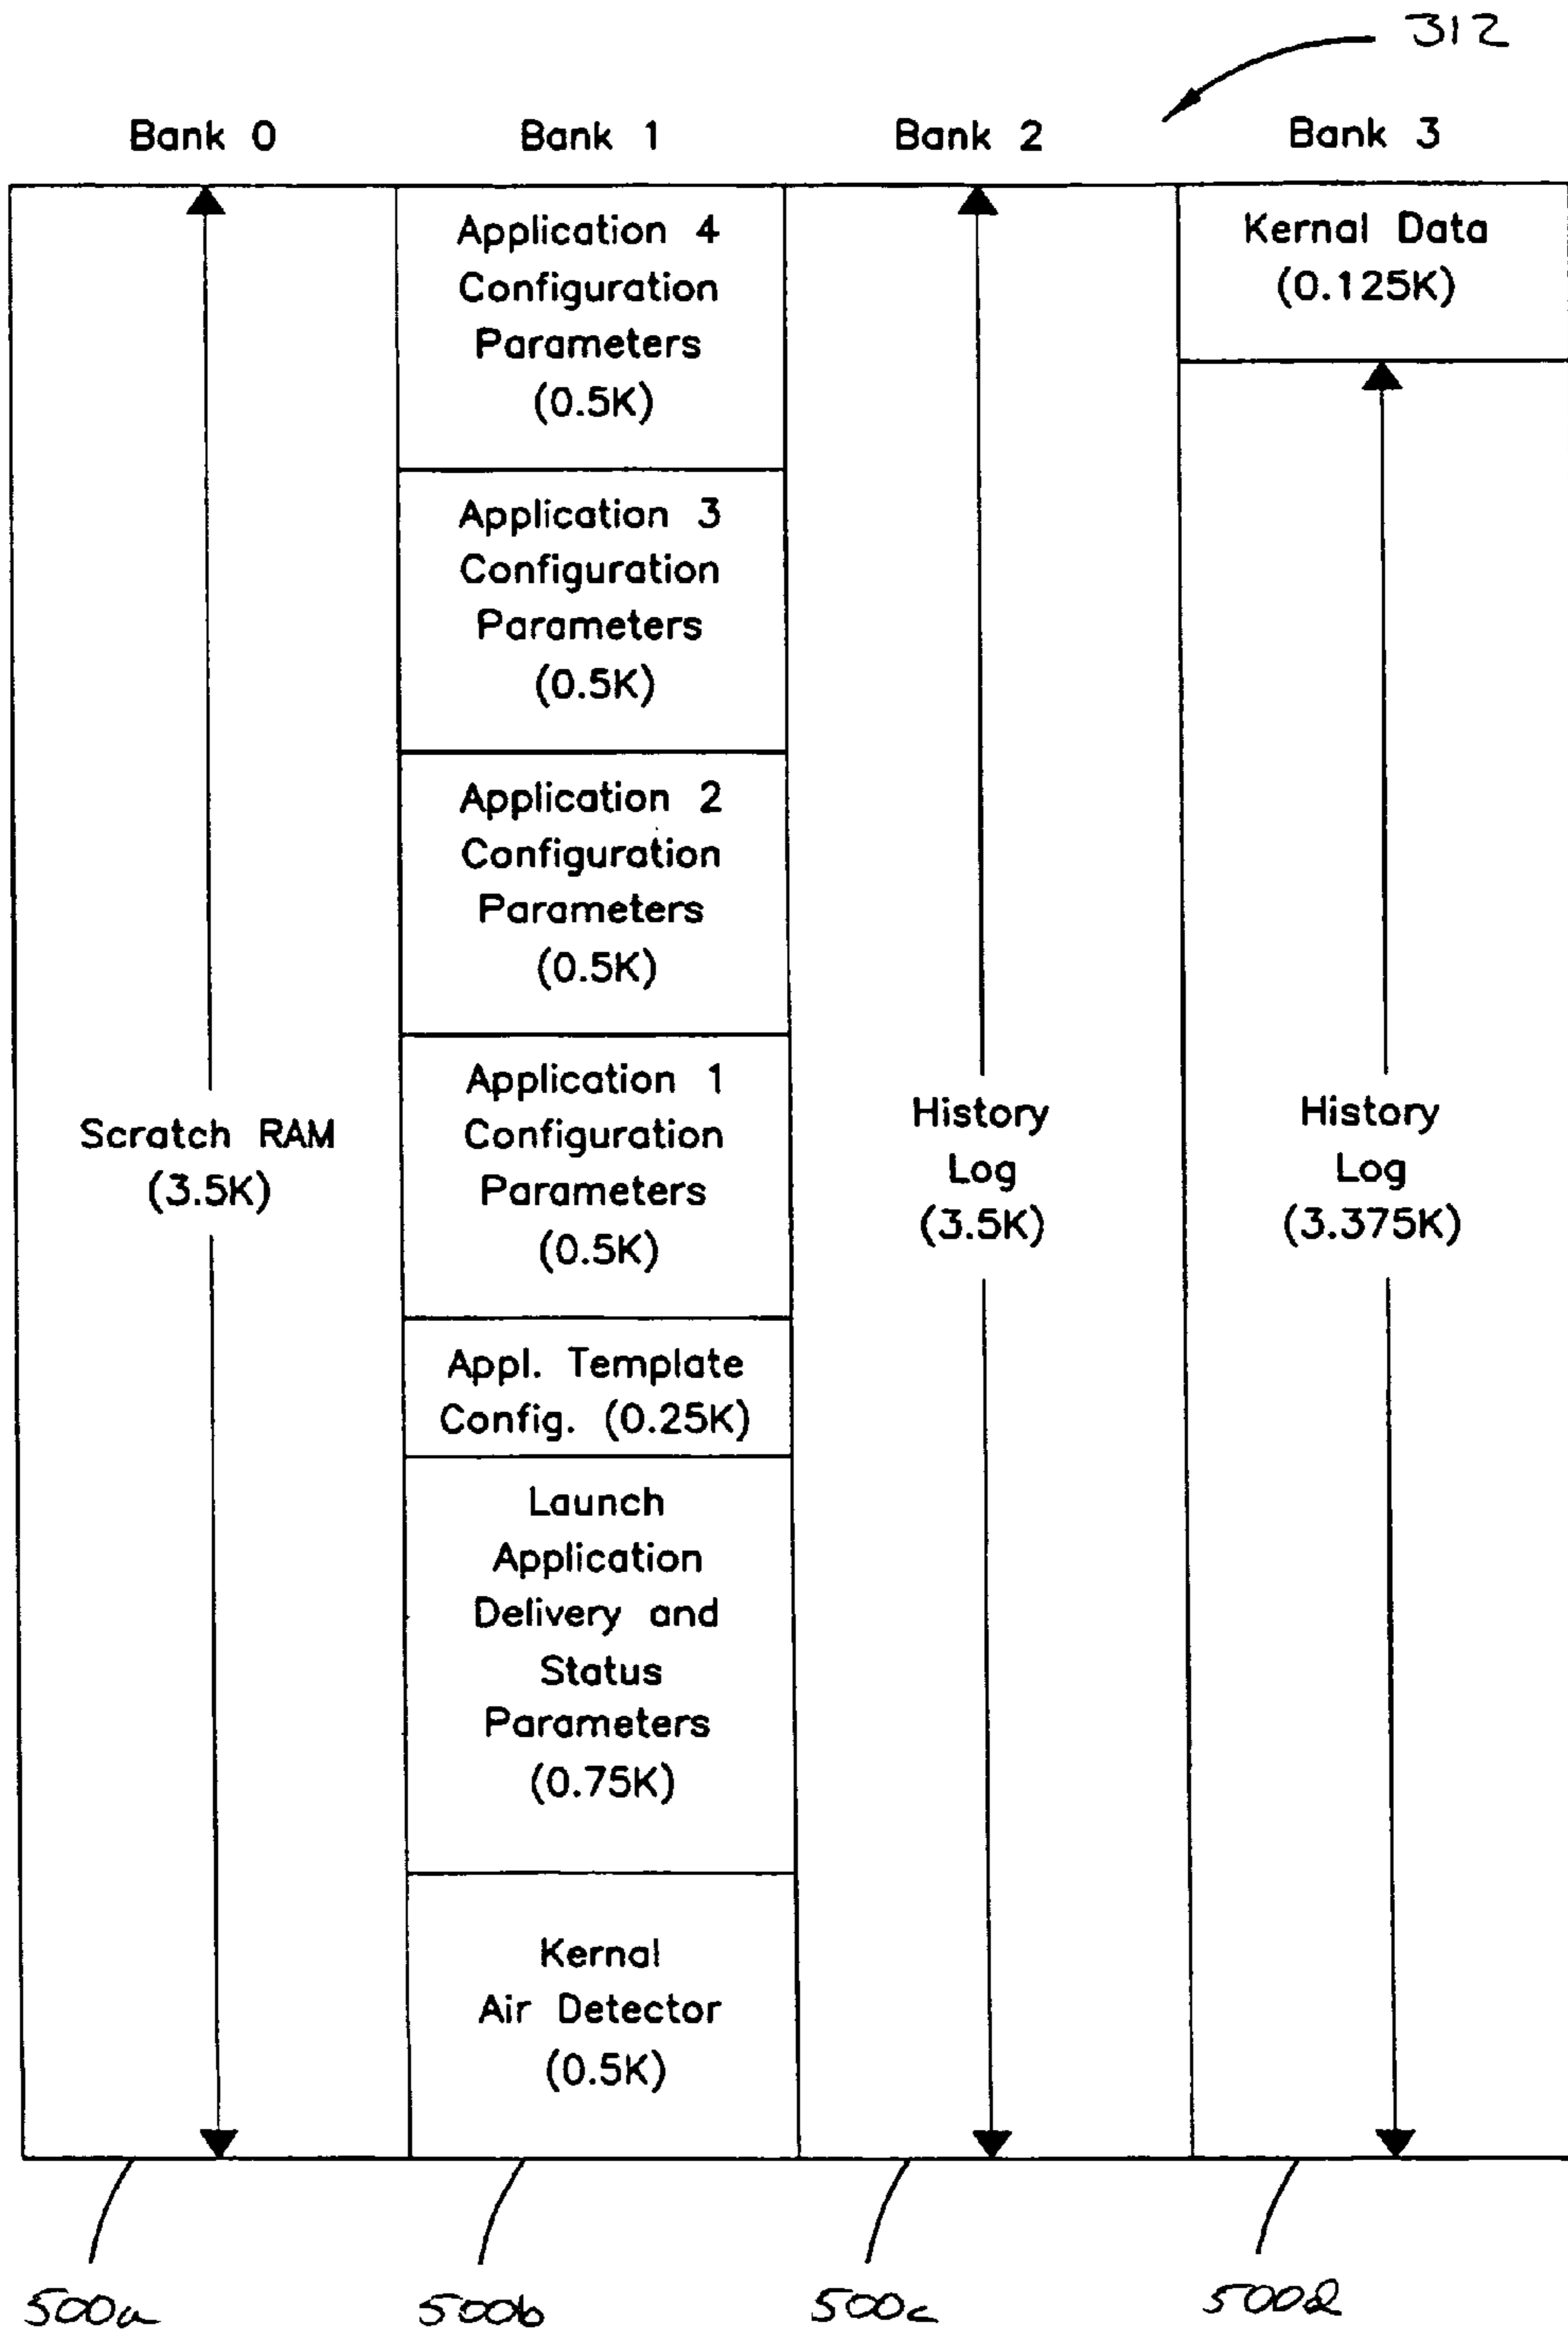 312
Bank 0
Bank 1
Bank 2
Bank 3
Scratch RAM
(3.5K)
Application 4
Configuration
Parameters
(0.5K)
Application 3
Configuration
Parameters
(0.5K)
Application 2
Configuration
Parameters
(0.5K)
Application 1
Configuration
Parameters
(0.5K)
Appl. Template
Config. (0.25K)
Launch
Application
Delivery and
Status
Parameters
(0.75K)
Kernal
Air Detector
(0.5K)
History
Log
(3.5K)
Kernal Data
(0.125K)
History
Log
(3.375K)
500a
500b
500c
500d